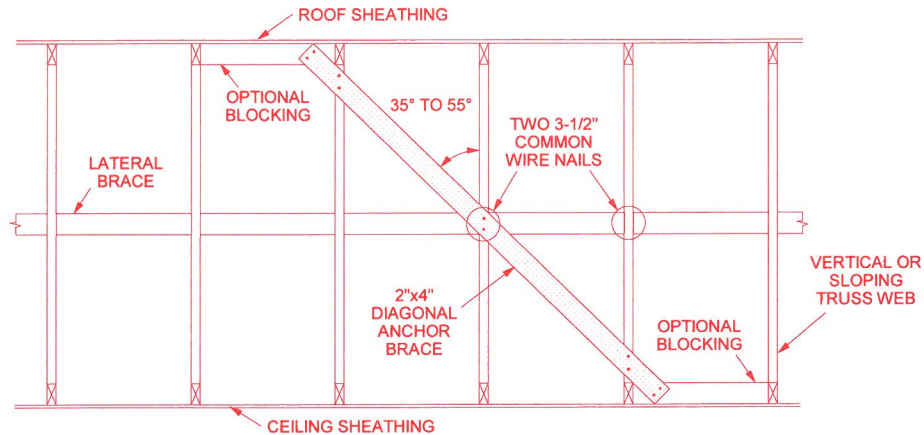 ROOF SHEATHING
OPTIONAL
BLOCKING
35° TO 55°
TWO 3-1/2"
COMMON
WIRE NAILS
LATERAL
BRACE
2"x4"
DIAGONAL
ANCHOR
BRACE
VERTICAL OR
SLOPING
TRUSS WEB
OPTIONAL
BLOCKING
CEILING SHEATHING